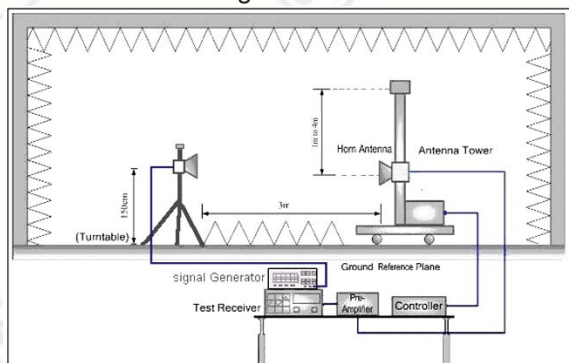 1m to 4m
Horn Antenna
Antenna Tower
150cm
3m
(Turntable)
Ground Reference Plane
signal Generator
Test Receiver
Pre-
Amplifier
Controller